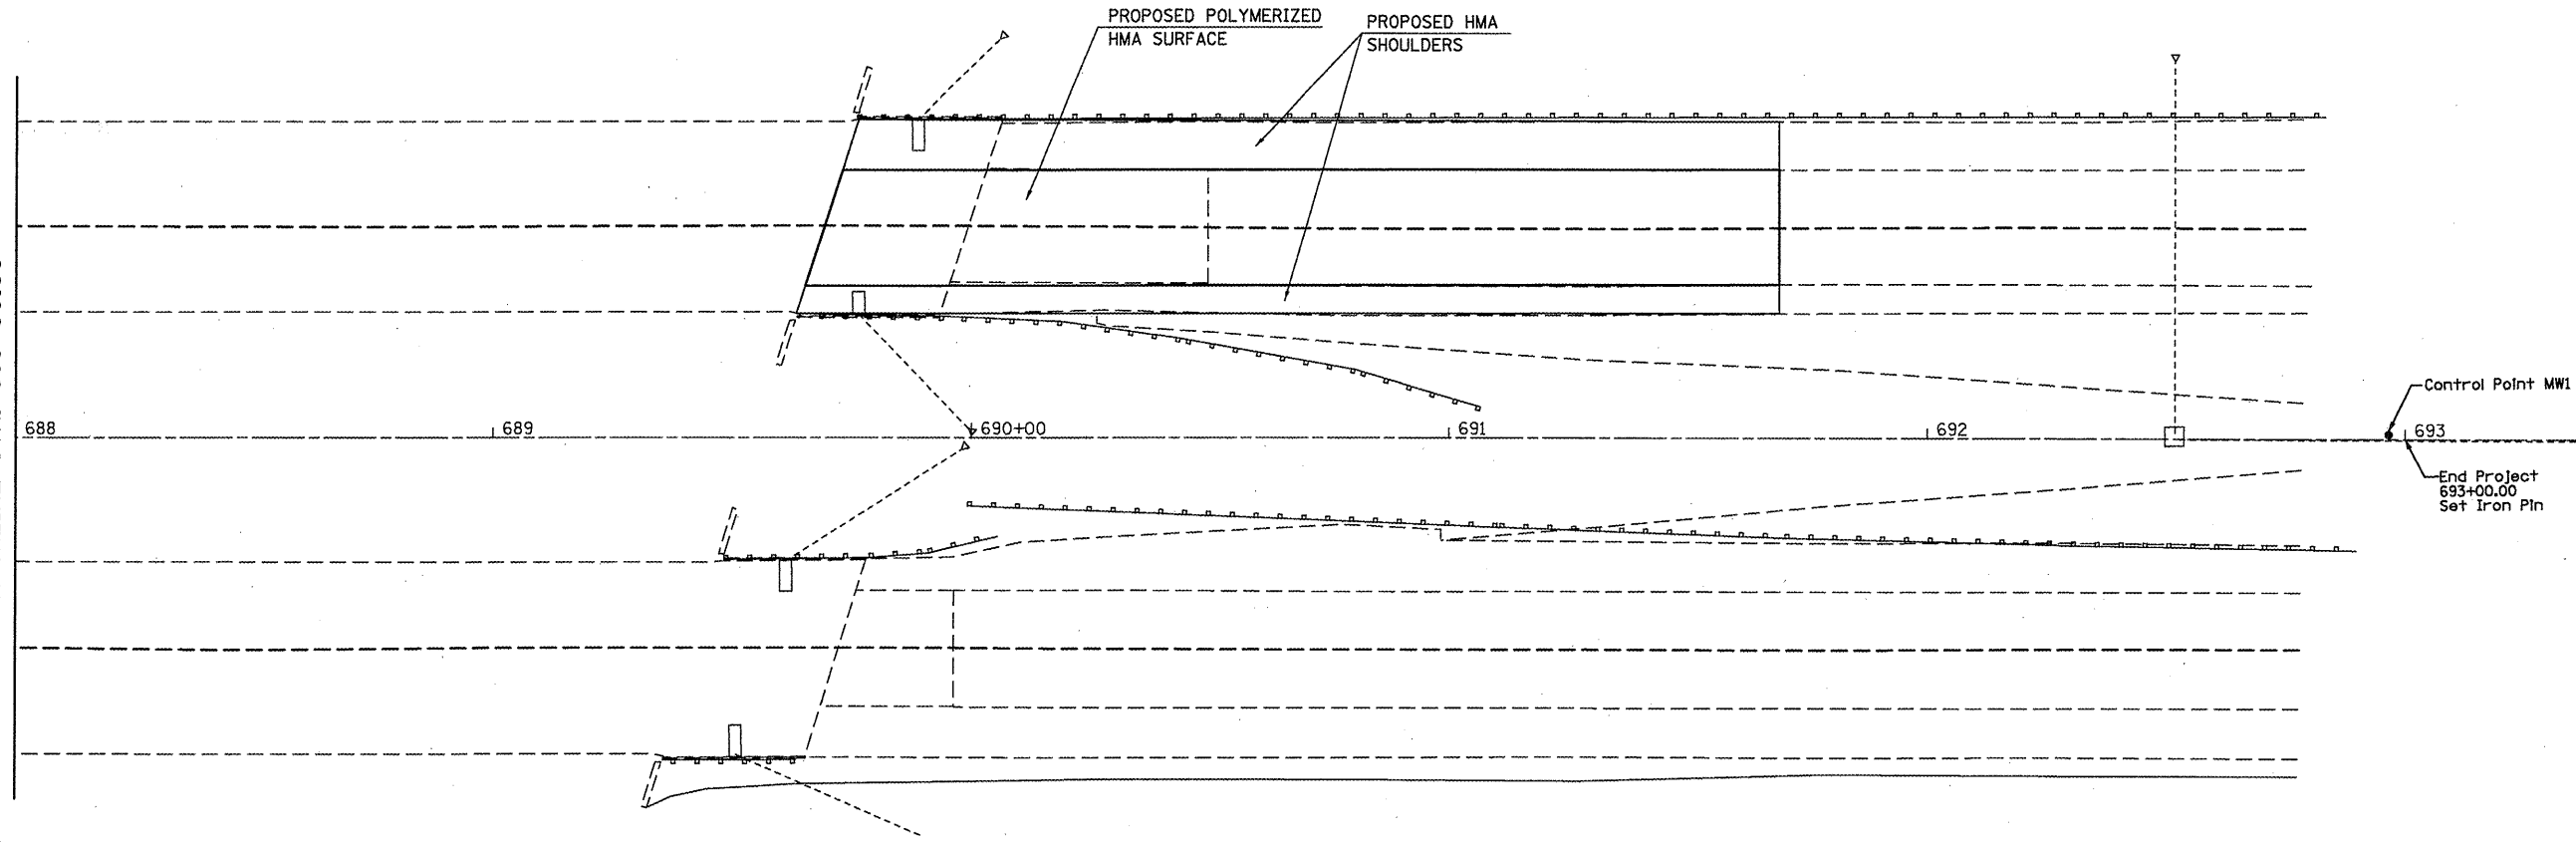 PROPOSED POLYMERIZED
HMA SURFACE
PROPOSED HMA
SHOULDERS
Control Point MW1
688
689
690+00
691
692
693
End Project
693+00.00
Set Iron Pin